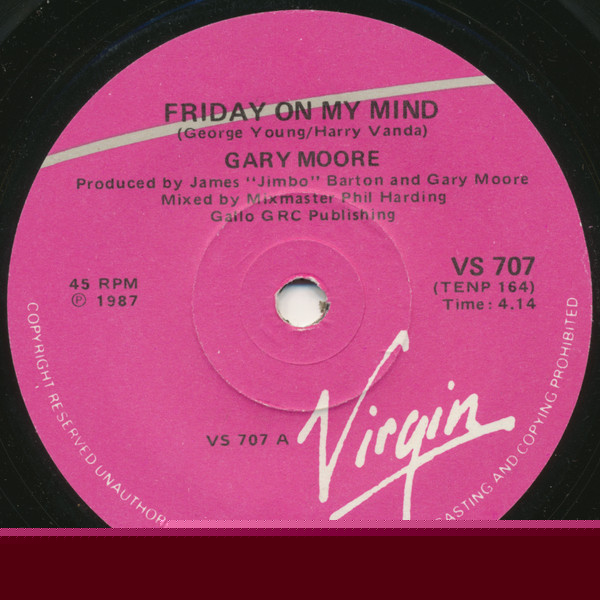 FRIDAY ON MY MIND
(George Young/Harry Vanda)
GARY MOORE
Produced by James "Jimbo" Barton and Gary Moore
Mixed by Mixmaster Phil Harding
Gallo GRC Publishing
45 RPM
℗ 1987
VS 707
(TENP 164)
Time: 4.14
VS 707 A
Virgin
COPYRIGHT RESERVED UNAUTHORI
CASTING AND COPYING PROHIBITED